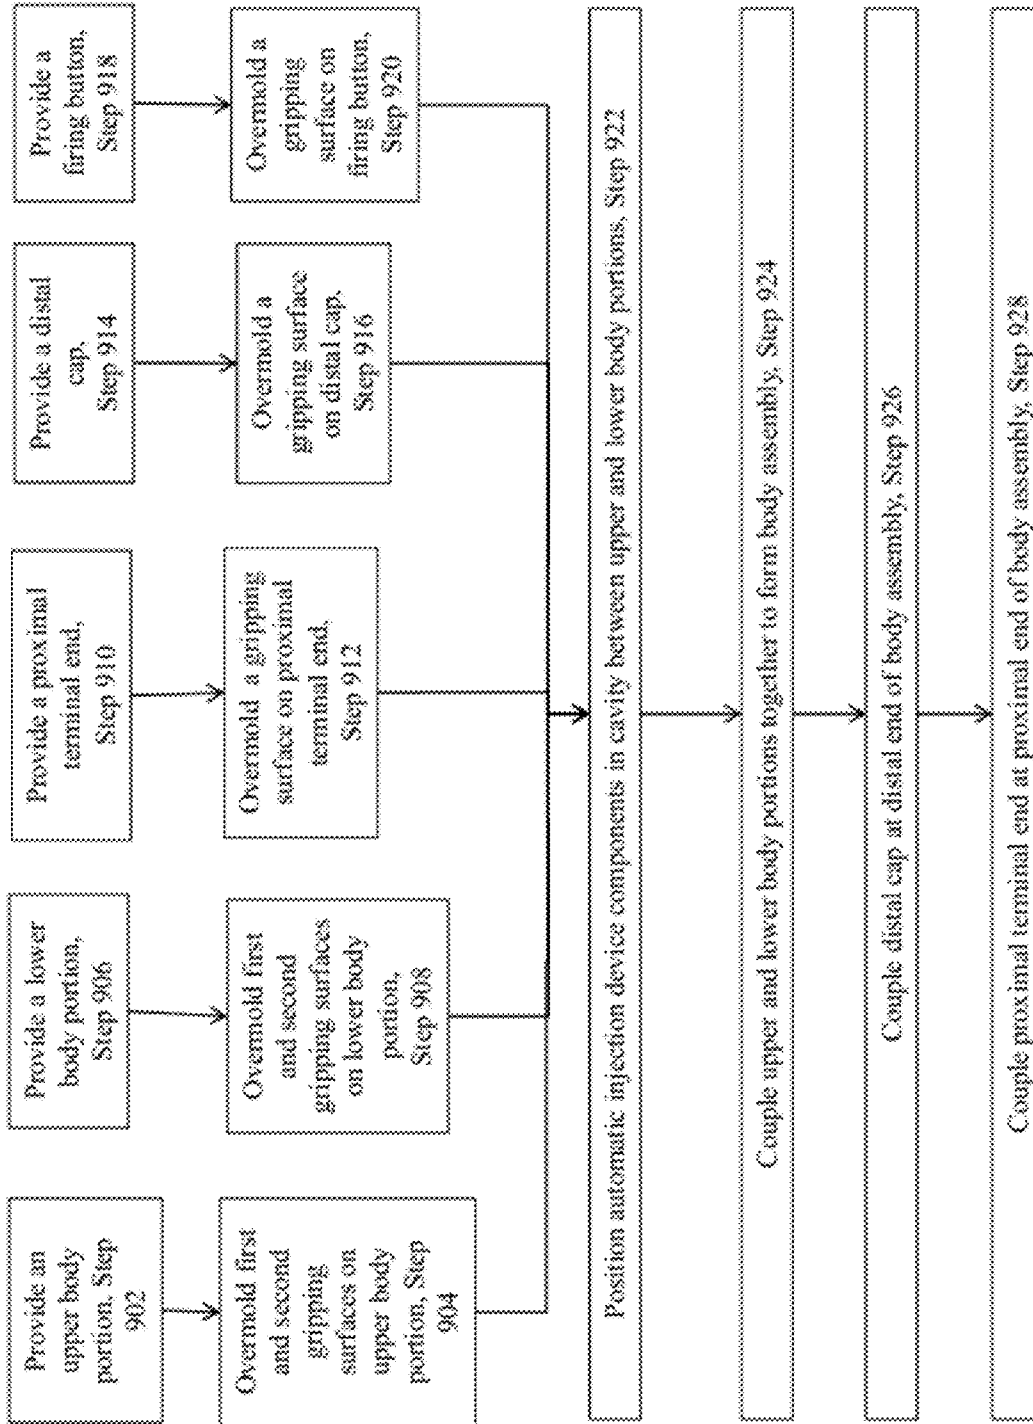 Provide an
upper body
portion, Step
902
Provide a lower
body portion,
Step 906
Provide a proximal
terminal end,
Step 910
Provide a distal
cap,
Step 914
Provide a
firing button,
Step 918
Overmold first
and second
gripping
surfaces on
upper body
portion, Step
904
Overmold first
and second
gripping surfaces
on lower body
portion,
Step 908
Overmold a gripping
surface on proximal
terminal end,
Step 912
Overmold a
gripping surface
on distal cap,
Step 916
Overmold a
gripping
surface on
firing button,
Step 920
Position automatic injection device components in cavity between upper and lower body portions, Step 922
Couple upper and lower body portions together to form body assembly, Step 924
Couple distal cap at distal end of body assembly, Step 926
Couple proximal terminal end at proximal end of body assembly, Step 928